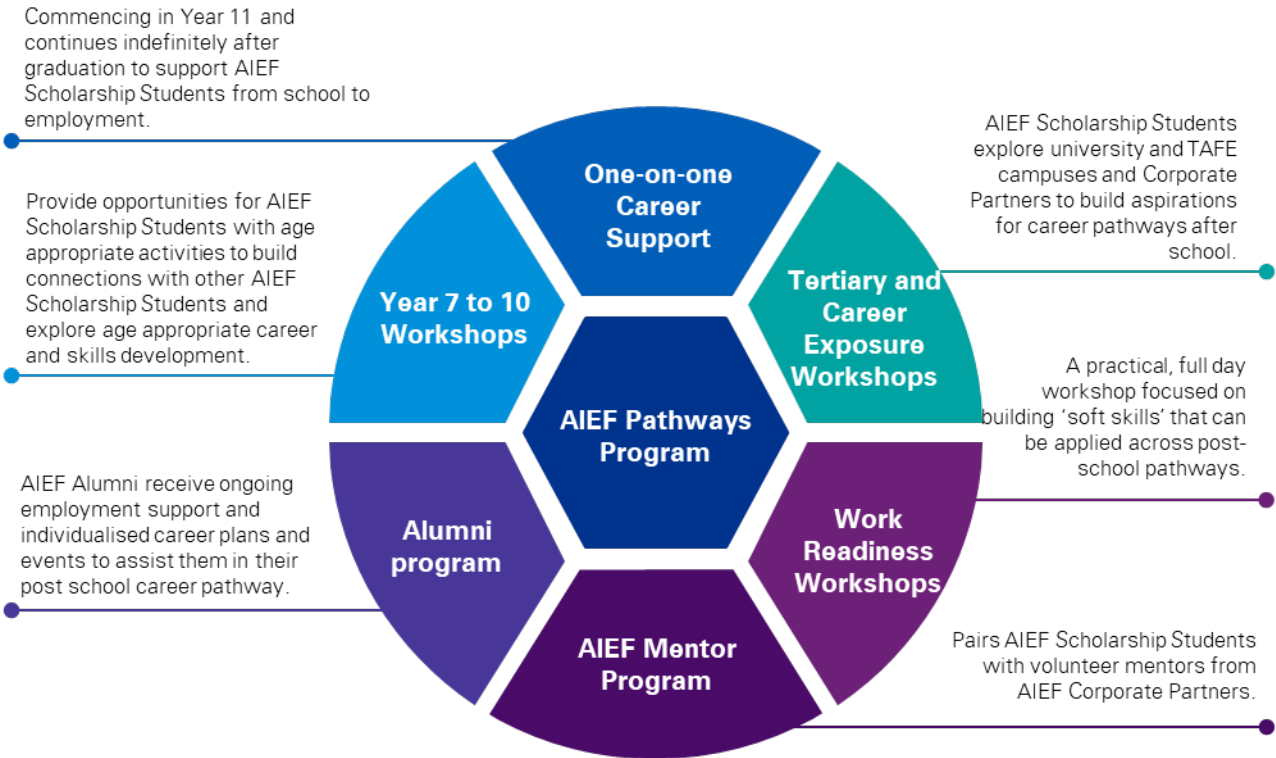 Commencing in Year 11 and
continues indefinitely after
graduation to support AIEF
Scholarship Students from school to
employment.
One-on-one
Career
Support
AIEF Scholarship Students
explore university and TAFE
campuses and Corporate
Partners to build aspirations
for career pathways after
school.
Provide opportunities for AIEF
Scholarship Students with age
appropriate activities to build
connections with other AIEF
Scholarship Students and
explore age appropriate career
and skills development.
Year 7 to 10
Workshops
Tertiary and
Career
Exposure
Workshops
A practical, full day
workshop focused on
building ‘soft skills’ that can
be applied across post-
school pathways.
AIEF Pathways
Program
AIEF Alumni receive ongoing
employment support and
individualised career plans and
events to assist them in their
post school career pathway.
Alumni
program
Work
Readiness
Workshops
AIEF Mentor
Program
Pairs AIEF Scholarship Students
with volunteer mentors from
AIEF Corporate Partners.